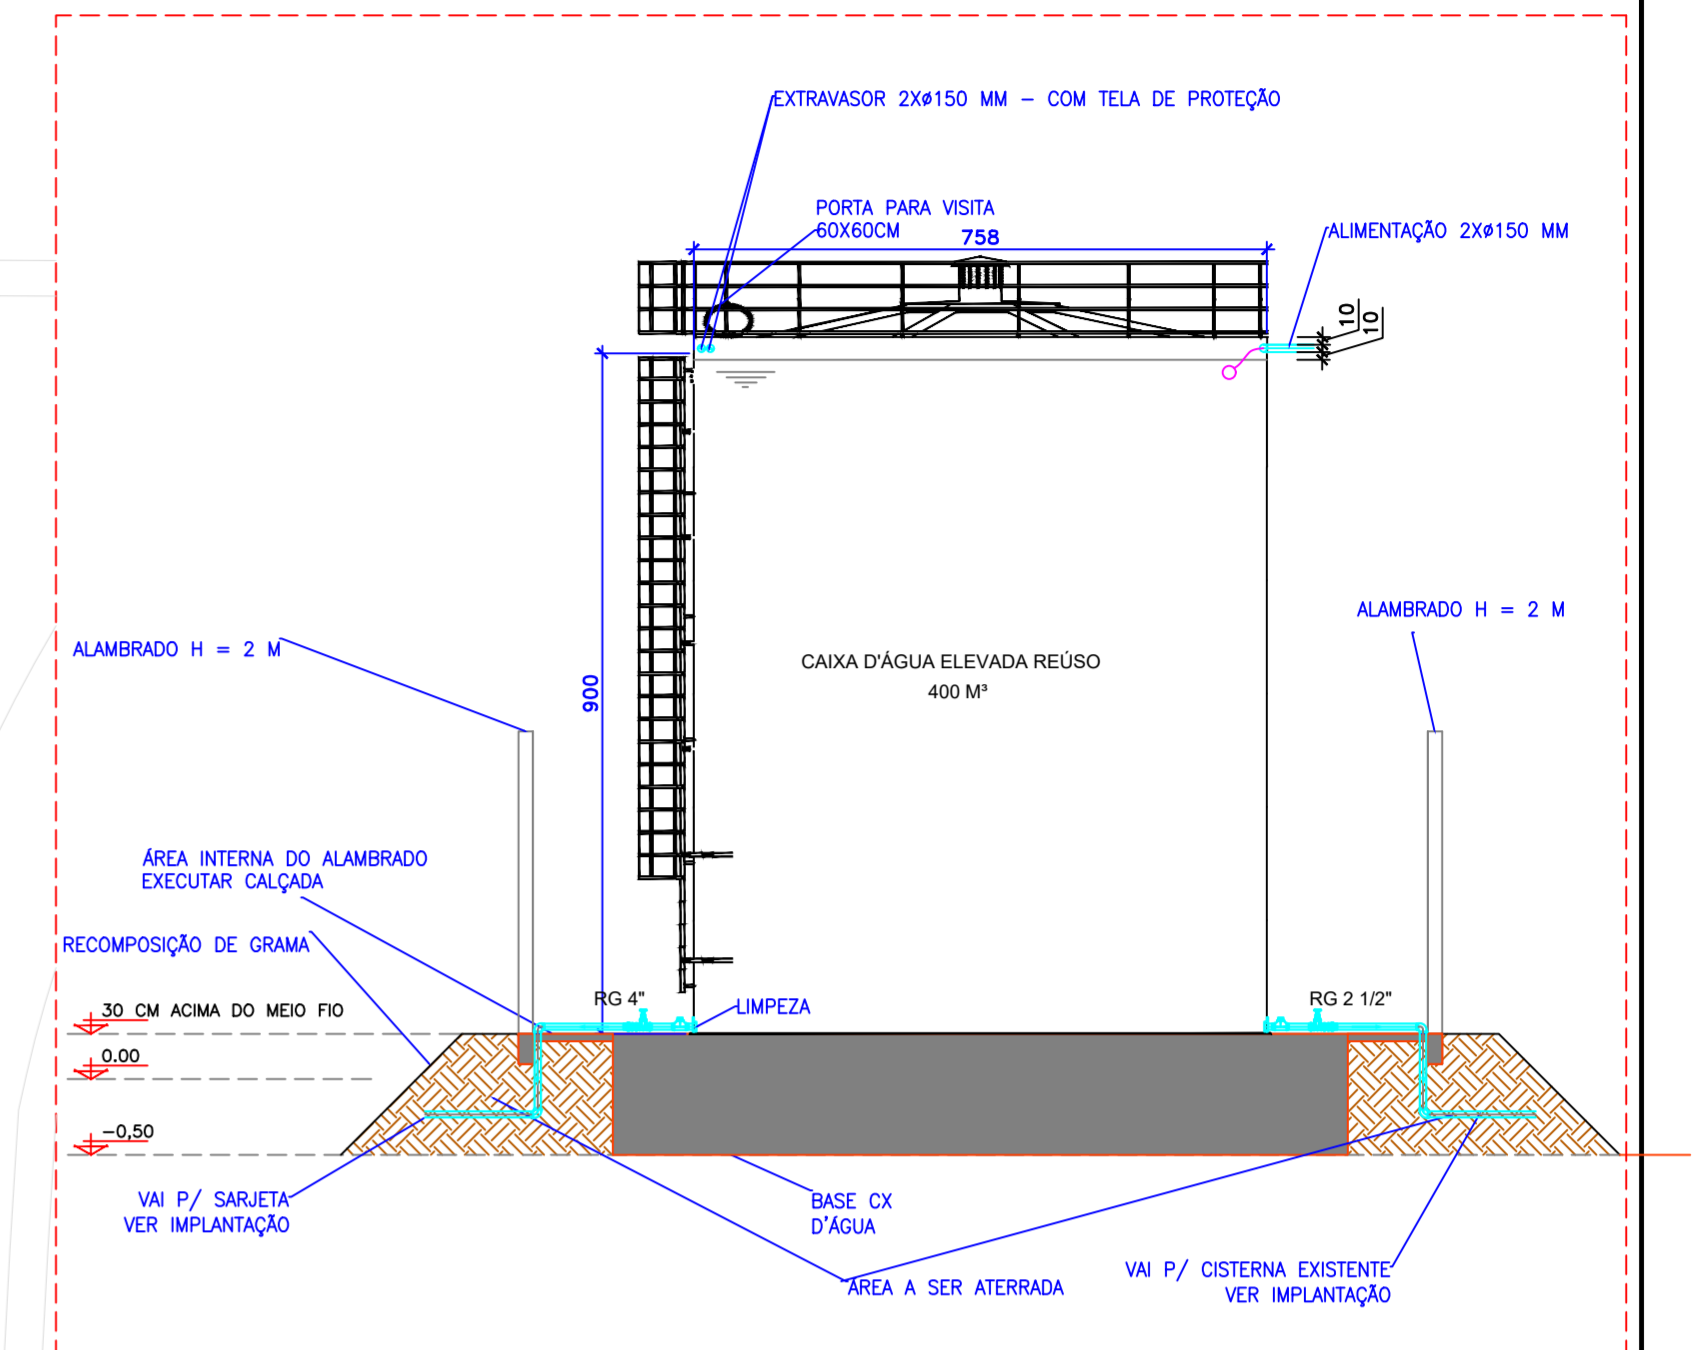 EXTRAVASOR 2XØ150 MM – COM TELA DE PROTEÇÃO
PORTA PARA VISITA
60X60CM
758
ALIMENTAÇÃO 2XØ150 MM
10
10
900
CAIXA D'ÁGUA ELEVADA REÚSO
400 M³
ALAMBRADO H = 2 M
ALAMBRADO H = 2 M
ÁREA INTERNA DO ALAMBRADO
EXECUTAR CALÇADA
RECOMPOSIÇÃO DE GRAMA
30 CM ACIMA DO MEIO FIO
0.00
-0,50
RG 4"
LIMPEZA
RG 2 1/2"
VAI P/ SARJETA
VER IMPLANTAÇÃO
BASE CX
D'ÁGUA
ÁREA A SER ATERRADA
VAI P/ CISTERNA EXISTENTE
VER IMPLANTAÇÃO